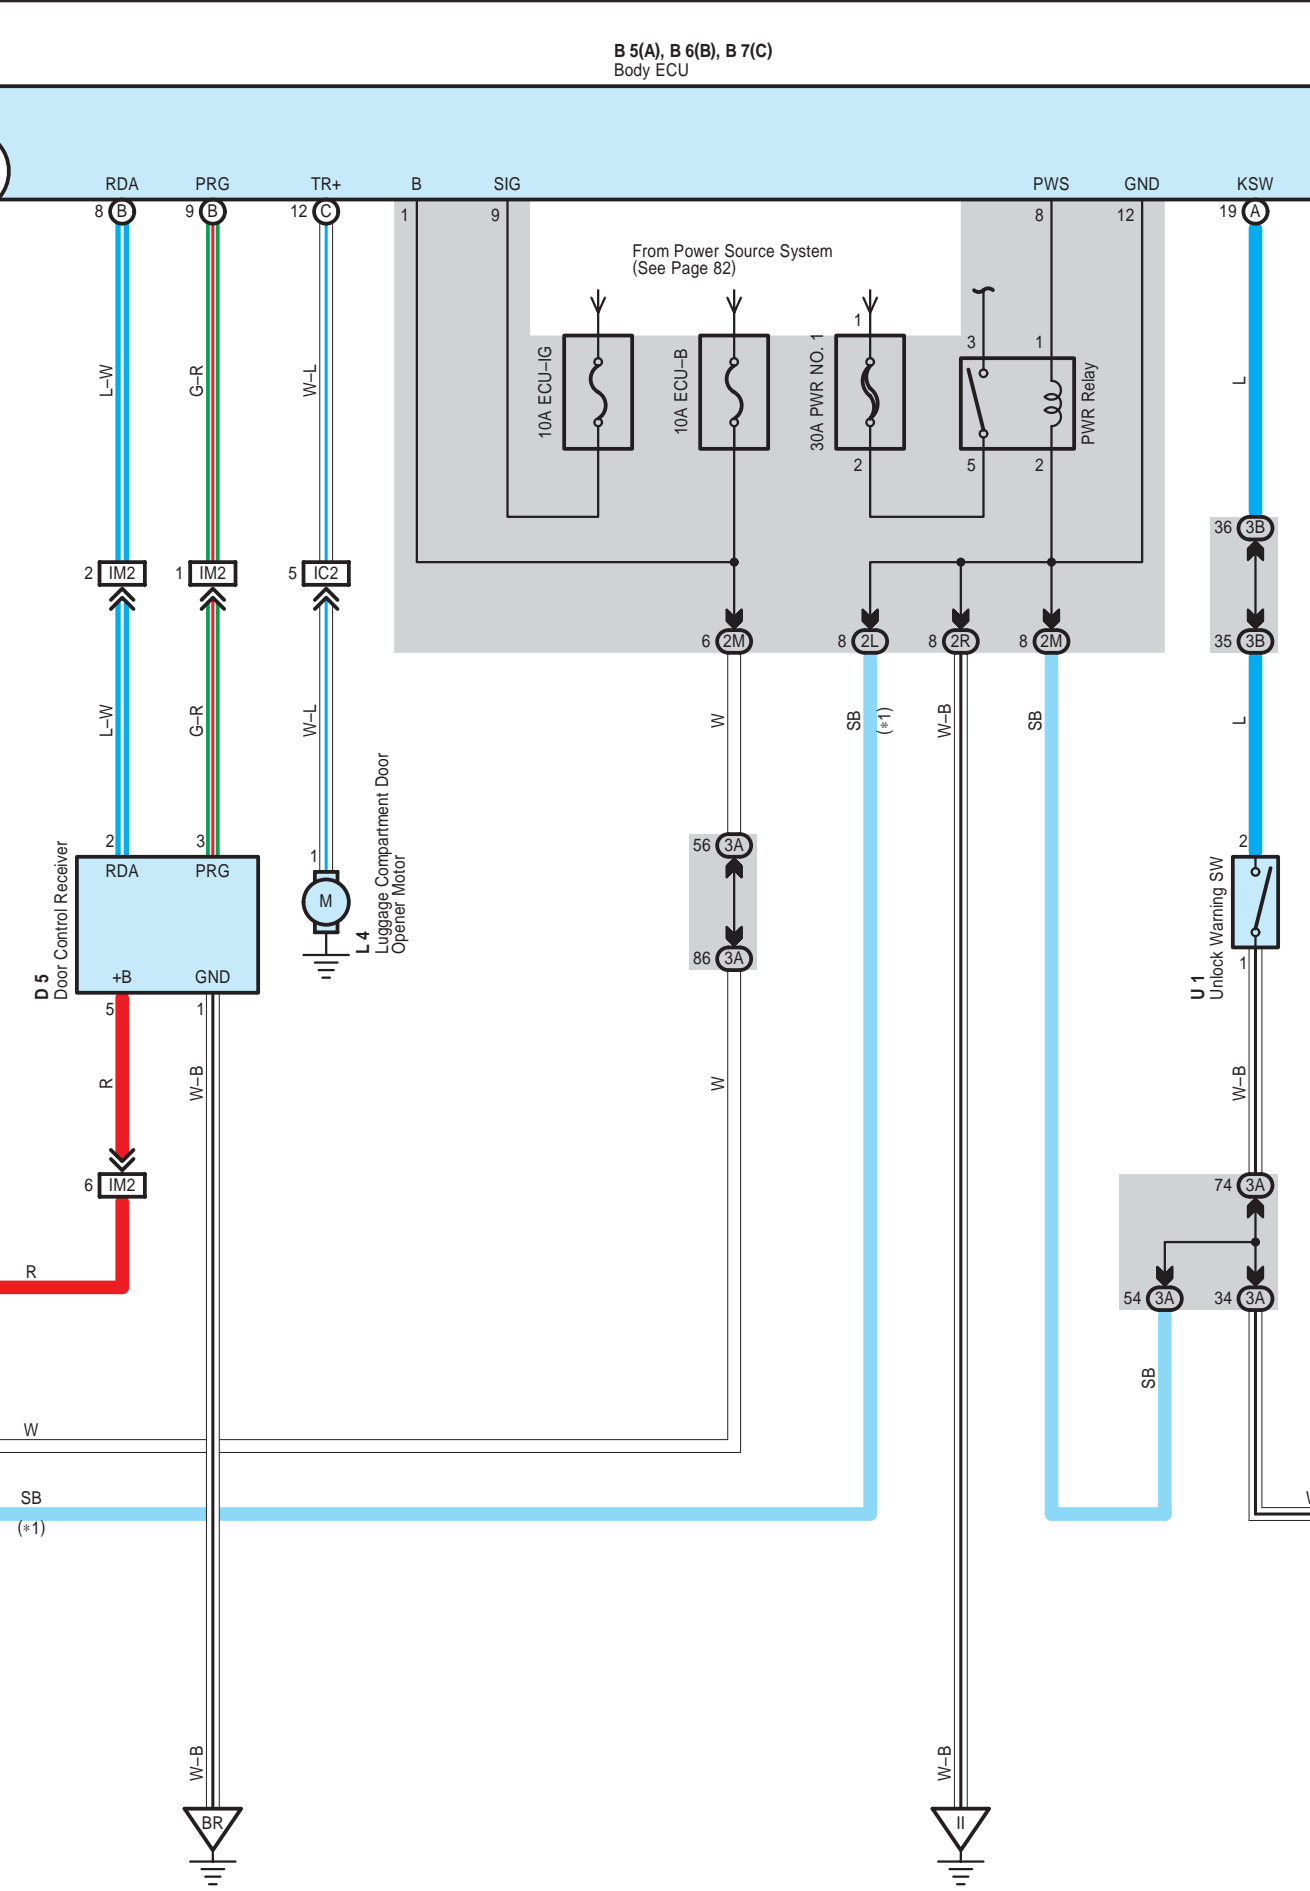 B 5(A), B 6(B), B 7(C)
Body ECU
RDA PRG TR+ B SIG PWS GND KSW
8 B 9 B 12 C 1 9 8 12 19 A
From Power Source System
(See Page 82)
1
3 1
10A ECU–IG
10A ECU–B
30A PWR NO. 1
PWR Relay
L–W
G–R
W–L
L
2 5 2
36 3B
2 IM2 1 IM2 5 IC2
6 2M 8 2L 8 2R 8 2M 35 3B
L–W
G–R
W–L
W
SB
(*1)
W–B
SB
L
2 3 1 56 3A 2
RDA PRG
M
D 5
Door Control Receiver
L 4
Luggage Compartment Door
Opener Motor
U 1
Unlock Warning SW
+B GND
86 3A
1
5 1
R
W–B
W
W–B
6 IM2
74 3A
R
54 3A 34 3A
SB
W
SB
(*1)
W–B
W–B
BR II